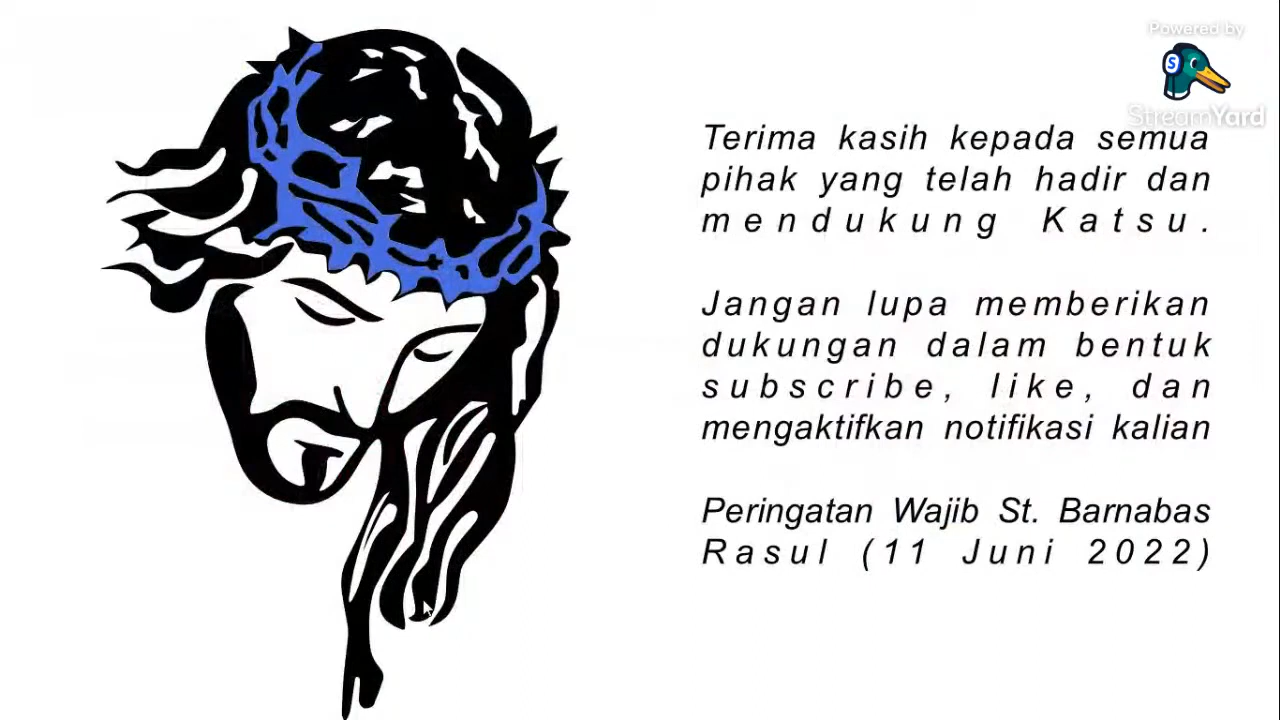 Powered by
StreamYard
Terima kasih kepada semua
pihak yang telah hadir dan
mendukung Katsu.
Jangan lupa memberikan
dukungan dalam bentuk
subscribe, like, dan
mengaktifkan notifikasi kalian
Peringatan Wajib St. Barnabas
Rasul (11 Juni 2022)